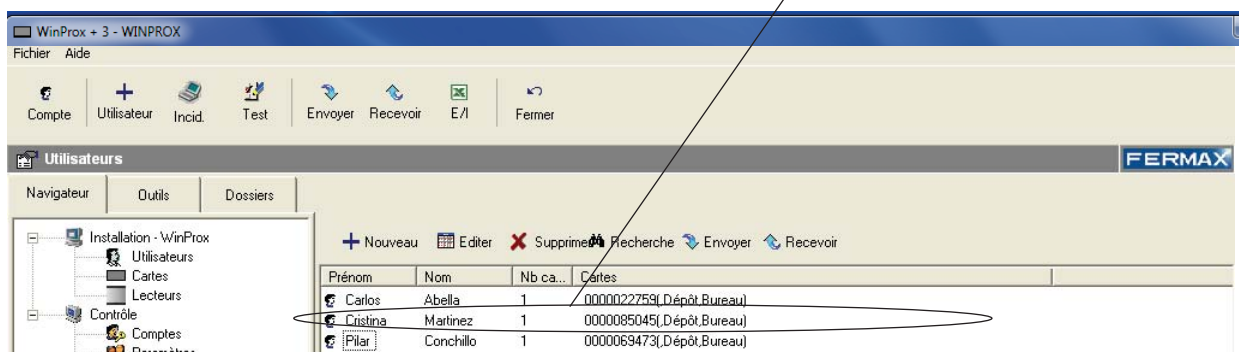 WinProx + 3 - WINPROX
Fichier Aide
Compte Utilisateur Incid. Test Envoyer Recevoir E/I Fermer
Utilisateurs FERMAX
Navigateur Outils Dossiers
Installation - WinProx
Utilisateurs
Cartes
Lecteurs
Contrôle
Comptes
Nouveau Editer Supprimer Recherche Envoyer Recevoir
Prénom Nom Nb ca... Cartes
Carlos Abella 1 0000022759(,Dépôt,Bureau)
Cristina Martinez 1 0000085045(,Dépôt,Bureau)
Pilar Conchillo 1 0000069473(,Dépôt,Bureau)